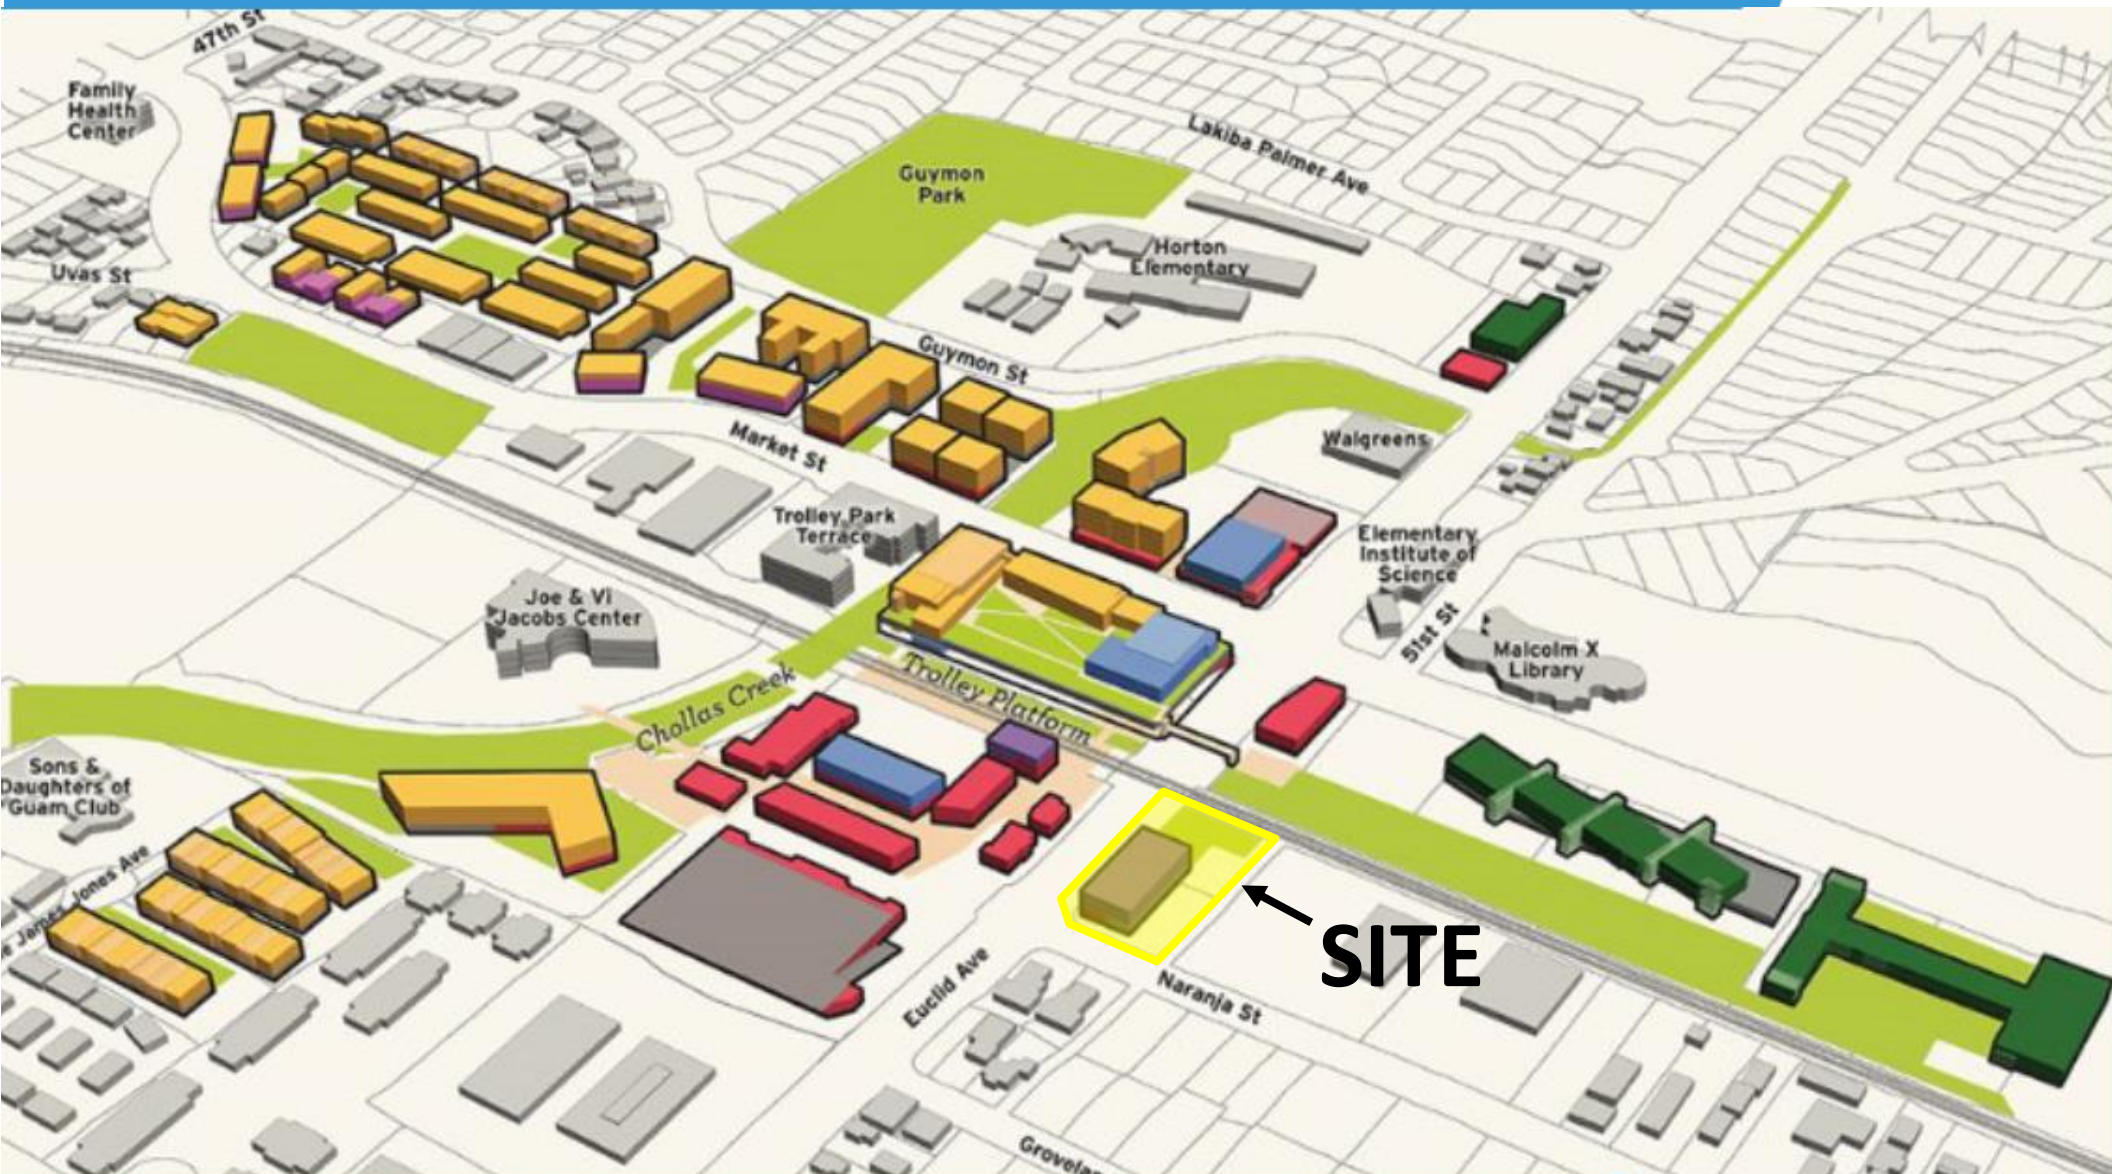 47th St
Family
Health
Center
Lakiba Palmer Ave
Guymon
Park
Horton
Elementary
Uvas St
Guymon St
Market St
Walgreens
Trolley Park
Terrace
Elementary
Institute of
Science
Joe & Vi
Jacobs Center
51st St
Malcolm X
Library
Chollas Creek
Trolley Platform
Sons &
Daughters of
Guam Club
James Jones Ave
SITE
Euclid Ave
Naranja St